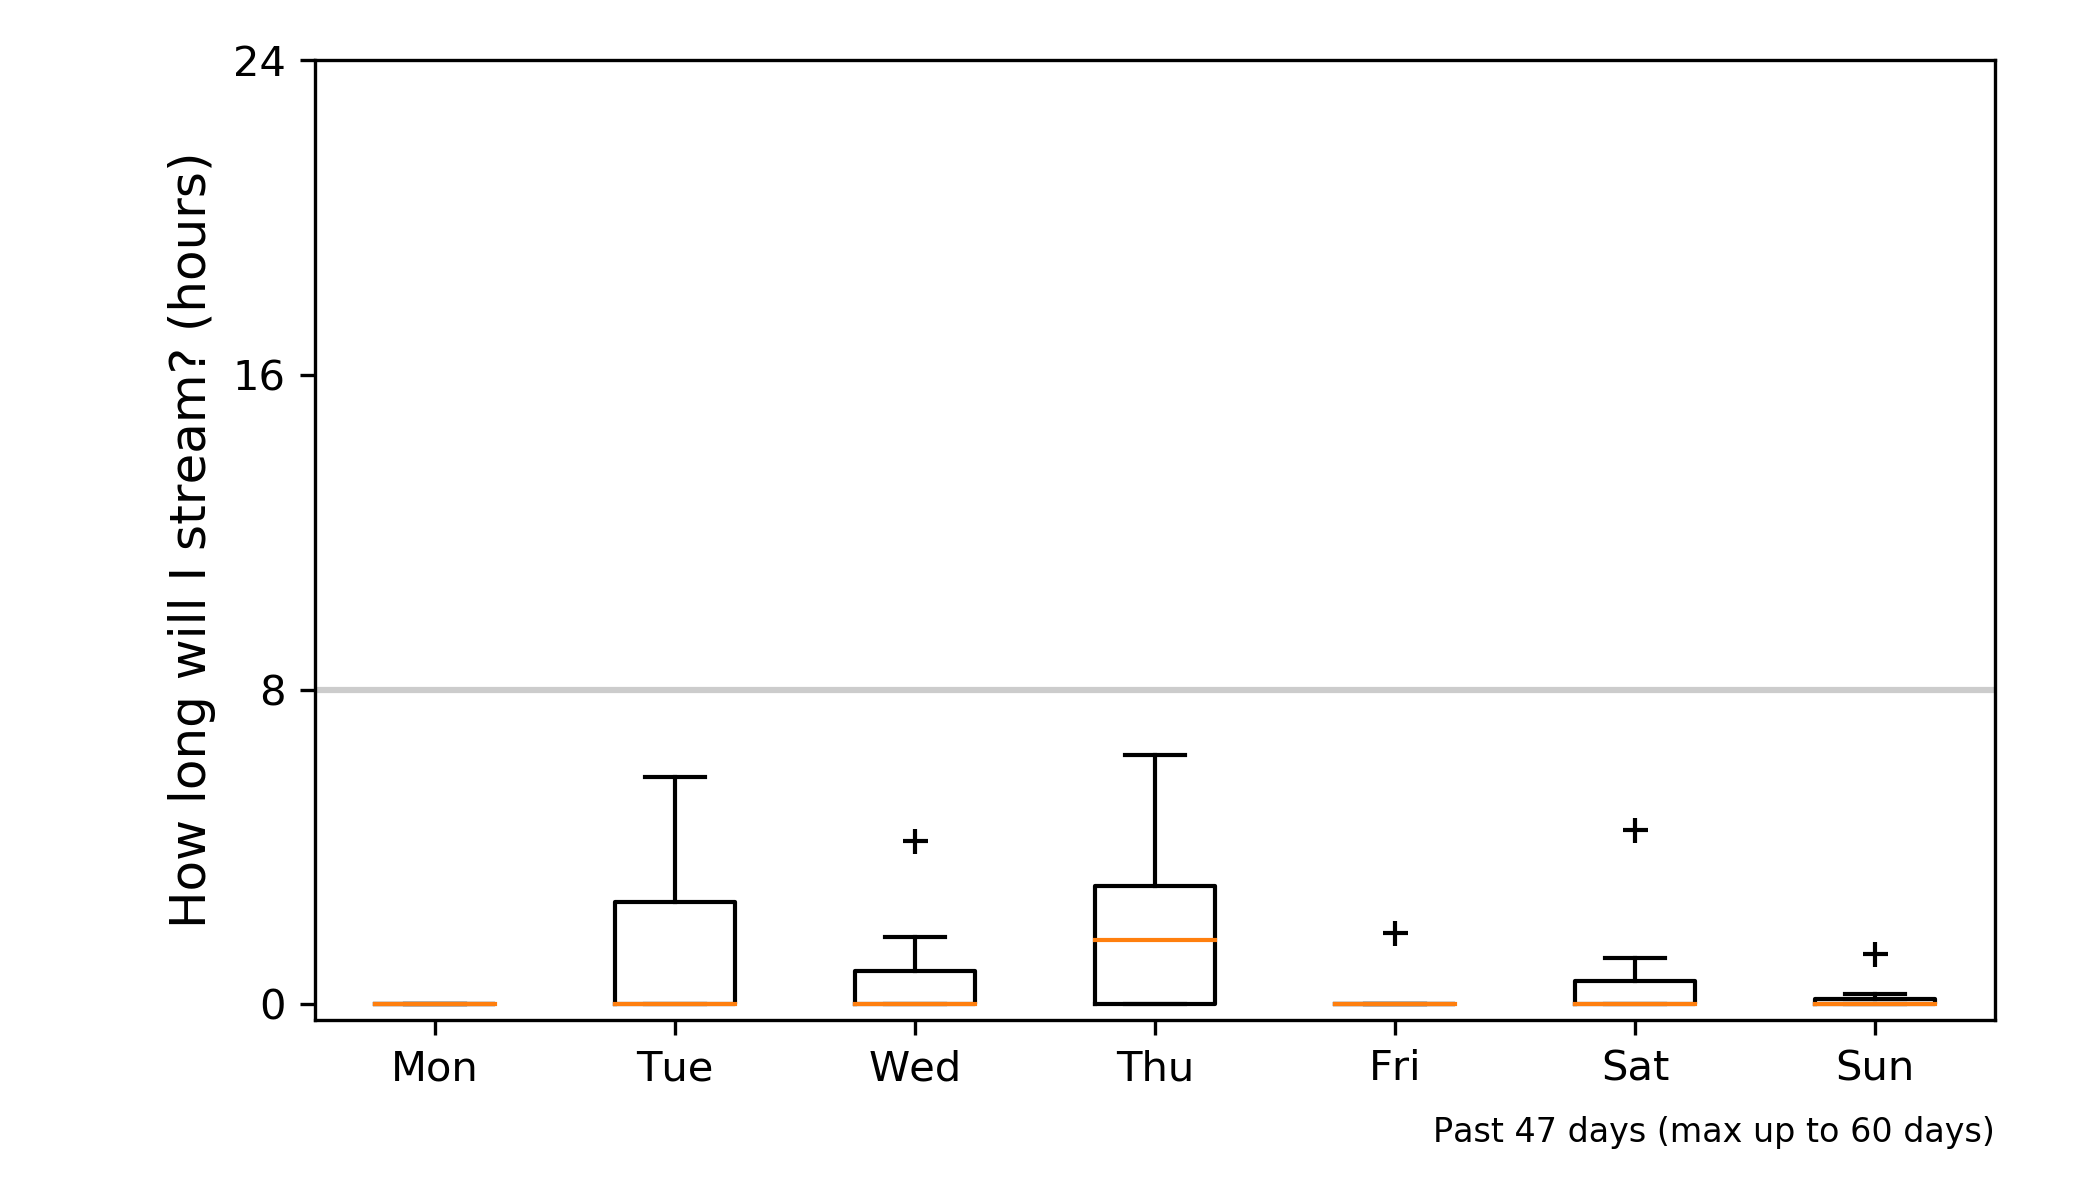 How long will I stream? (hours)
24
16
8
0
Mon Tue Wed Thu Fri Sat Sun
Past 47 days (max up to 60 days)